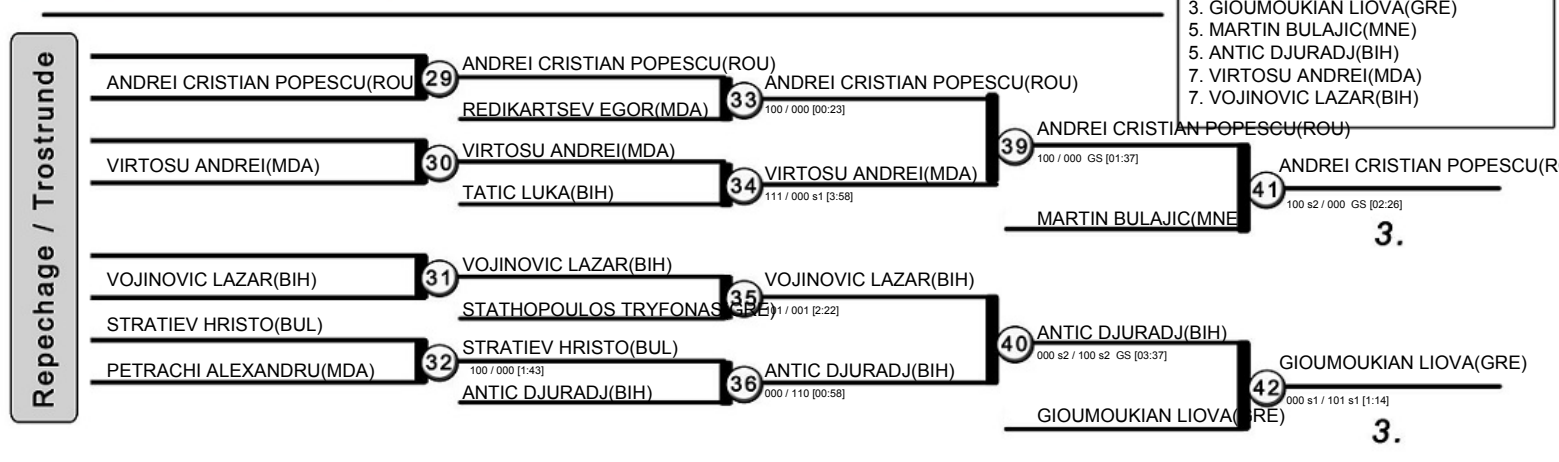 3. GIOUMOUKIAN LIOVA(GRE)
5. MARTIN BULAJIC(MNE)
5. ANTIC DJURADJ(BIH)
7. VIRTOSU ANDREI(MDA)
7. VOJINOVIC LAZAR(BIH)
Repechage / Trostrunde
ANDREI CRISTIAN POPESCU(ROU
29
ANDREI CRISTIAN POPESCU(ROU)
REDIKARTSEV EGOR(MDA)
33
ANDREI CRISTIAN POPESCU(ROU)
100 / 000 [00:23]
VIRTOSU ANDREI(MDA)
30
VIRTOSU ANDREI(MDA)
TATIC LUKA(BIH)
34
VIRTOSU ANDREI(MDA)
111 / 000 s1 [3:58]
39
ANDREI CRISTIAN POPESCU(ROU)
100 / 000 GS [01:37]
MARTIN BULAJIC(MNE
41
ANDREI CRISTIAN POPESCU(R
100 s2 / 000 GS [02:26]
3.
VOJINOVIC LAZAR(BIH)
31
VOJINOVIC LAZAR(BIH)
STATHOPOULOS TRYFONAS(GRE)
35
VOJINOVIC LAZAR(BIH)
101 / 001 [2:22]
STRATIEV HRISTO(BUL)
PETRACHI ALEXANDRU(MDA)
32
STRATIEV HRISTO(BUL)
100 / 000 [1:43]
ANTIC DJURADJ(BIH)
36
ANTIC DJURADJ(BIH)
000 / 110 [00:58]
40
ANTIC DJURADJ(BIH)
000 s2 / 100 s2 GS [03:37]
GIOUMOUKIAN LIOVA(GRE)
42
GIOUMOUKIAN LIOVA(GRE)
000 s1 / 101 s1 [1:14]
3.